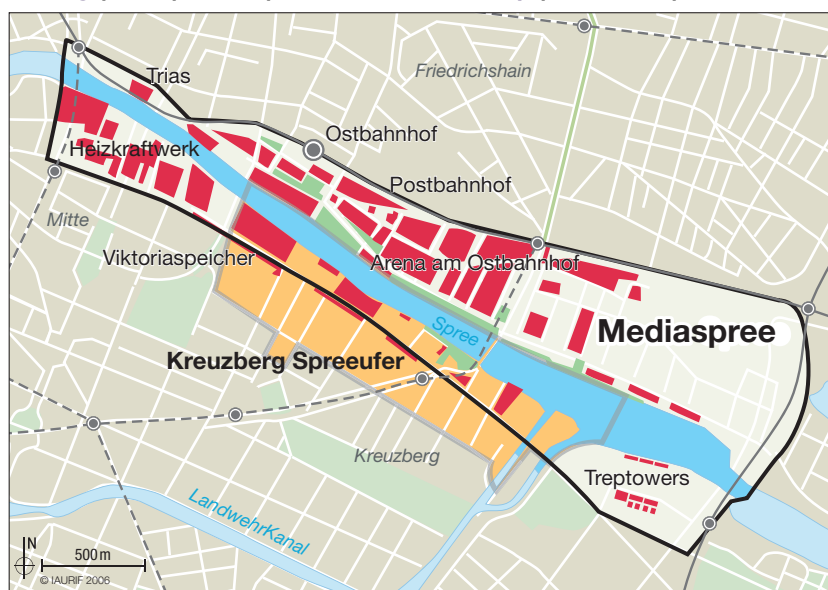 Friedrichshain
Trias
Ostbahnhof
Heizkraftwerk
Postbahnhof
Mitte
Viktoriaspeicher
Arena am Ostbahnhof
Spree
Mediaspree
Kreuzberg Spreeufer
Kreuzberg
Treptowers
LandwehrKanal
N
500 m
© IAURIF 2006